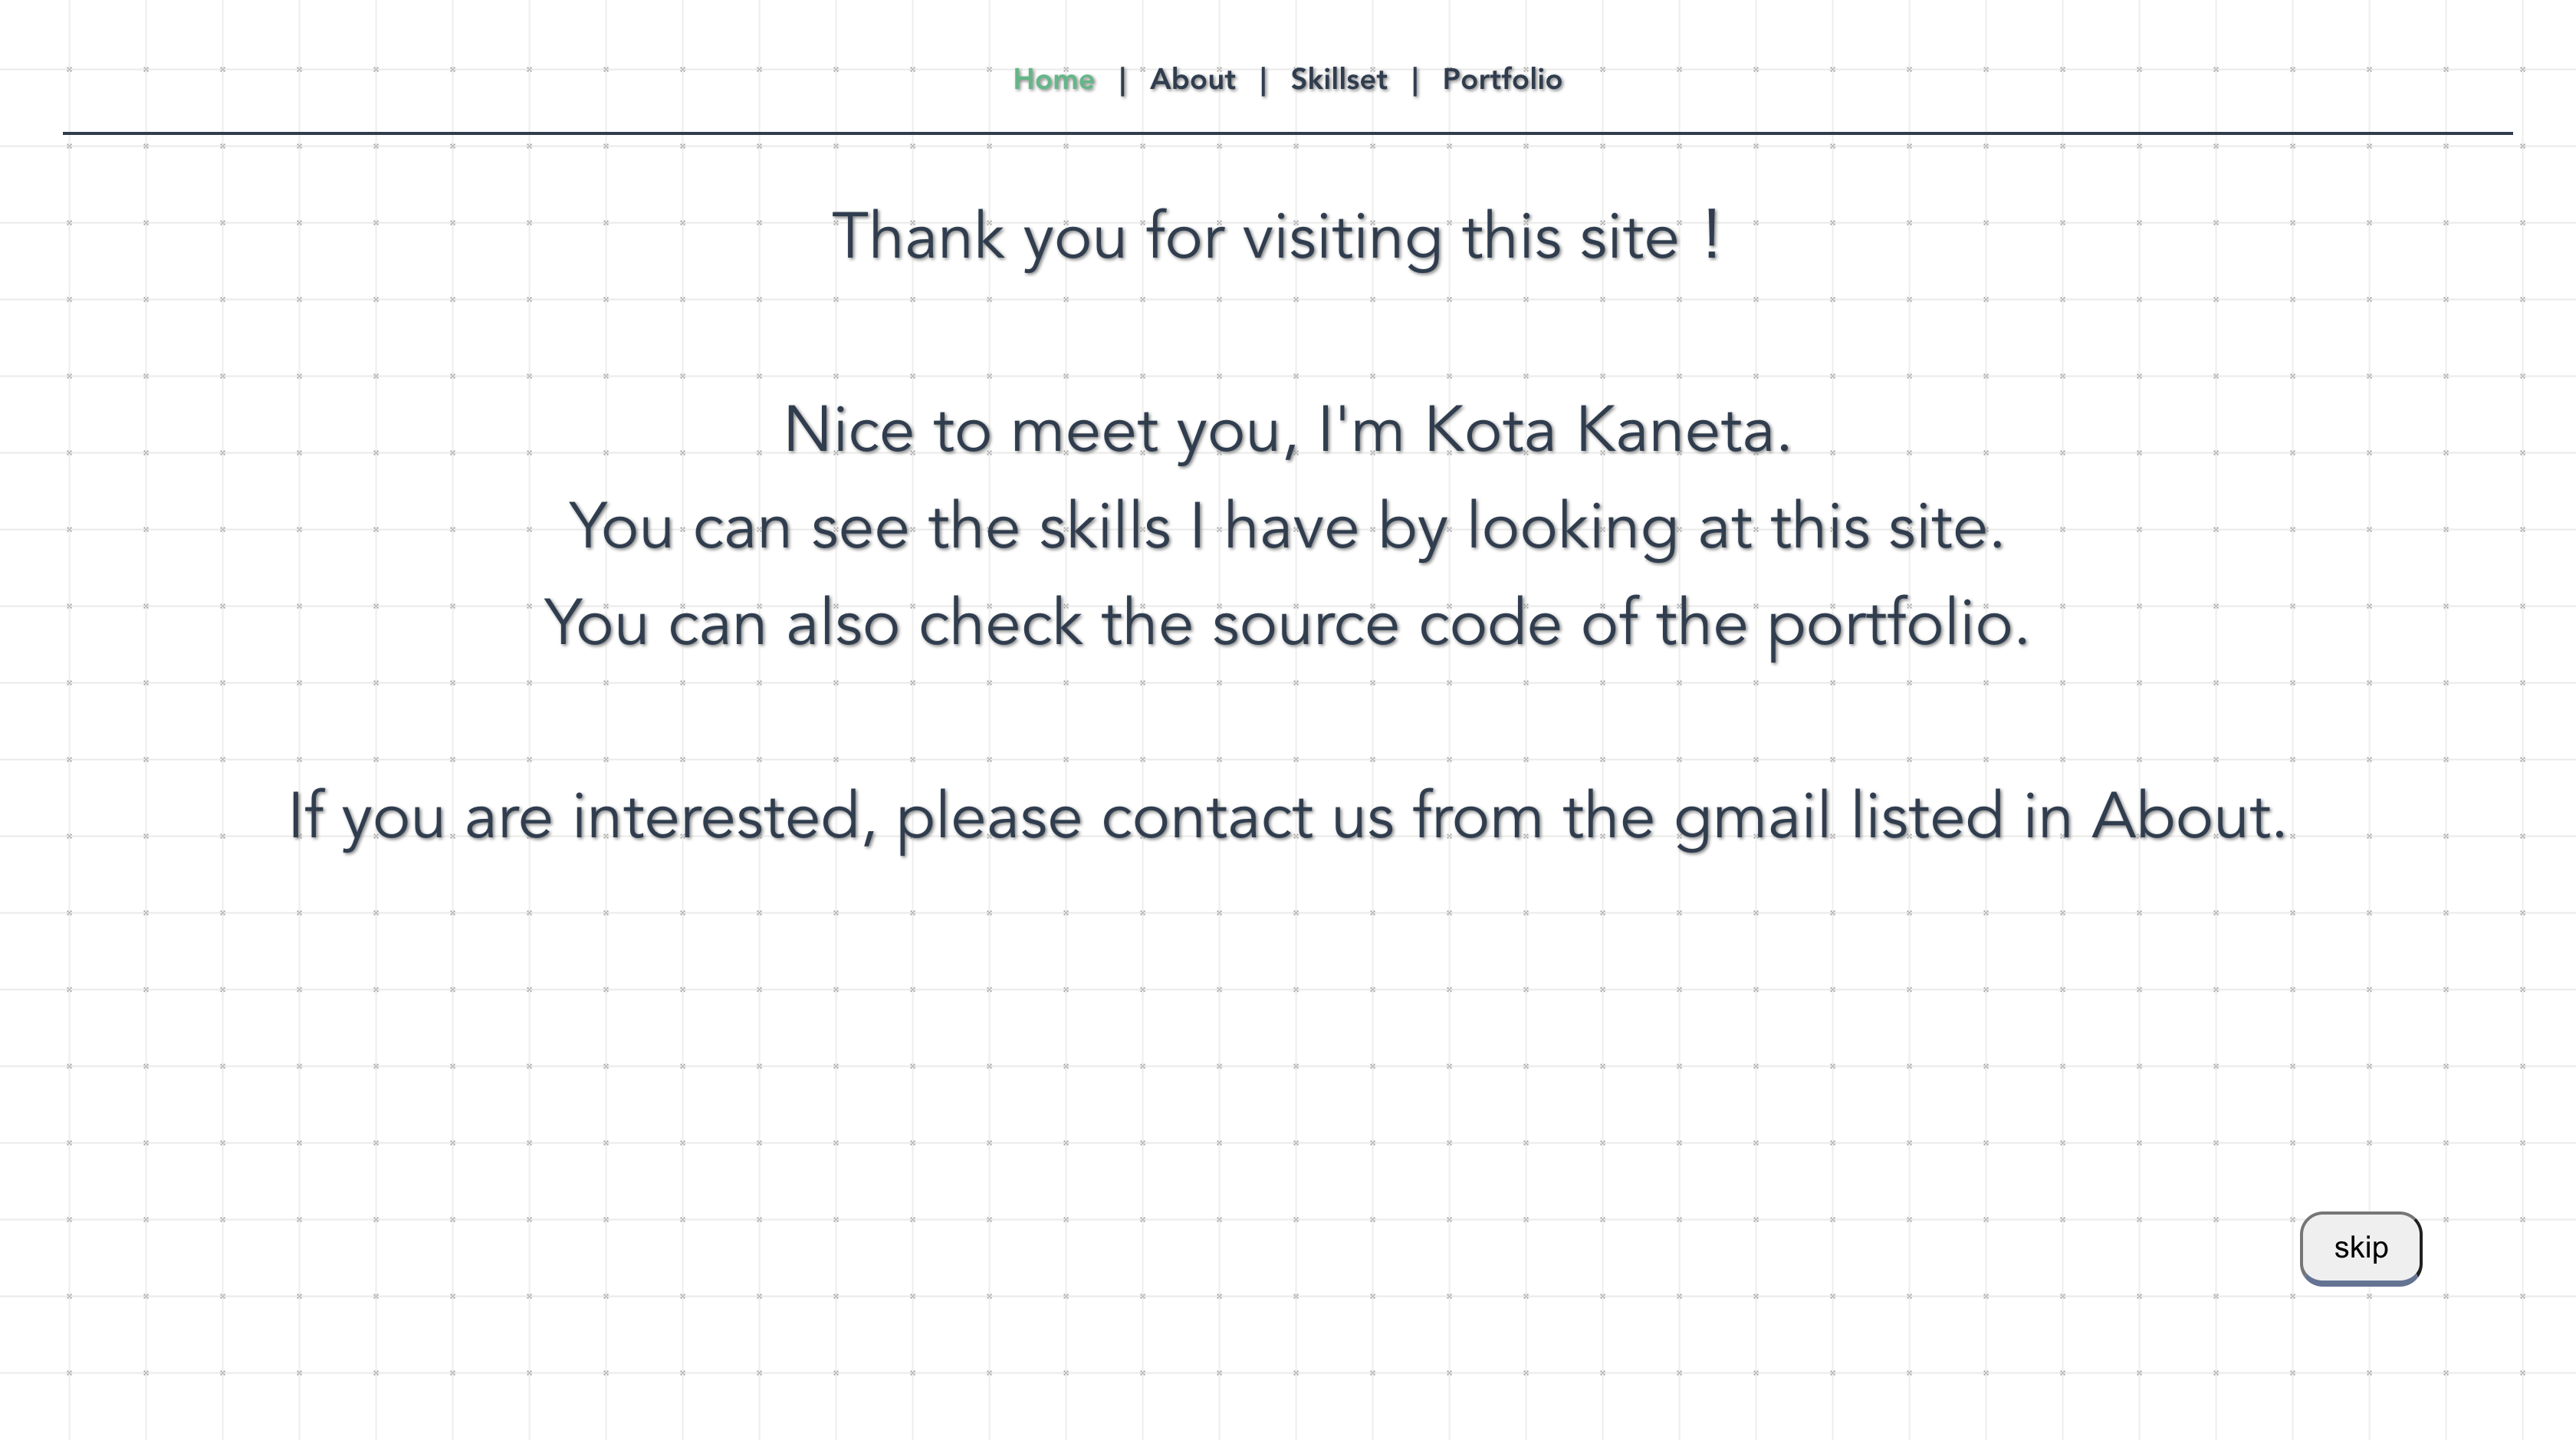 Home | About | Skillset | Portfolio
Thank you for visiting this site !
Nice to meet you, I'm Kota Kaneta.
You can see the skills I have by looking at this site.
You can also check the source code of the portfolio.
If you are interested, please contact us from the gmail listed in About.
skip